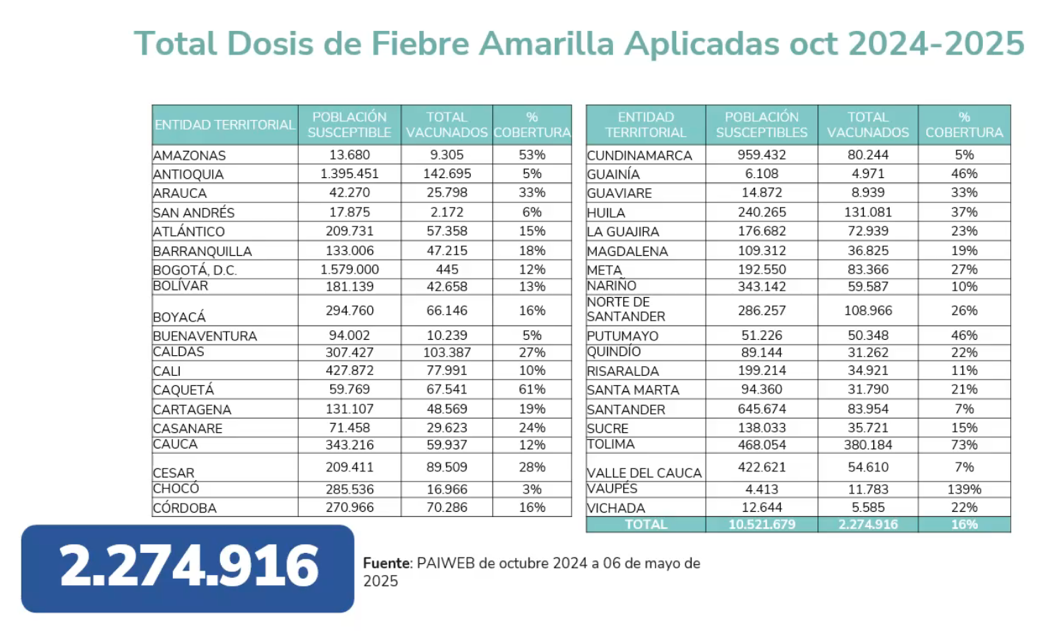 Total Dosis de Fiebre Amarilla Aplicadas oct 2024-2025
ENTIDAD TERRITORIAL POBLACIÓN SUSCEPTIBLE TOTAL VACUNADOS % COBERTURA
AMAZONAS 13.680 9.305 53%
ANTIOQUIA 1.395.451 142.695 5%
ARAUCA 42.270 25.798 33%
SAN ANDRÉS 17.875 2.172 6%
ATLÁNTICO 209.731 57.358 15%
BARRANQUILLA 133.006 47.215 18%
BOGOTÁ, D.C. 1.579.000 445 12%
BOLÍVAR 181.139 42.658 13%
BOYACÁ 294.760 66.146 16%
BUENAVENTURA 94.002 10.239 5%
CALDAS 307.427 103.387 27%
CALI 427.872 77.991 10%
CAQUETÁ 59.769 67.541 61%
CARTAGENA 131.107 48.569 19%
CASANARE 71.458 29.623 24%
CAUCA 343.216 59.937 12%
CESAR 209.411 89.509 28%
CHOCÓ 285.536 16.966 3%
CÓRDOBA 270.966 70.286 16%
ENTIDAD TERRITORIAL POBLACIÓN SUSCEPTIBLES TOTAL VACUNADOS % COBERTURA
CUNDINAMARCA 959.432 80.244 5%
GUAINÍA 6.108 4.971 46%
GUAVIARE 14.872 8.939 33%
HUILA 240.265 131.081 37%
LA GUAJIRA 176.682 72.939 23%
MAGDALENA 109.312 36.825 19%
META 192.550 83.366 27%
NARIÑO 343.142 59.587 10%
NORTE DE SANTANDER 286.257 108.966 26%
PUTUMAYO 51.226 50.348 46%
QUINDÍO 89.144 31.262 22%
RISARALDA 199.214 34.921 11%
SANTA MARTA 94.360 31.790 21%
SANTANDER 645.674 83.954 7%
SUCRE 138.033 35.721 15%
TOLIMA 468.054 380.184 73%
VALLE DEL CAUCA 422.621 54.610 7%
VAUPÉS 4.413 11.783 139%
VICHADA 12.644 5.585 22%
TOTAL 10.521.679 2.274.916 16%
2.274.916
Fuente: PAIWEB de octubre 2024 a 06 de mayo de
2025